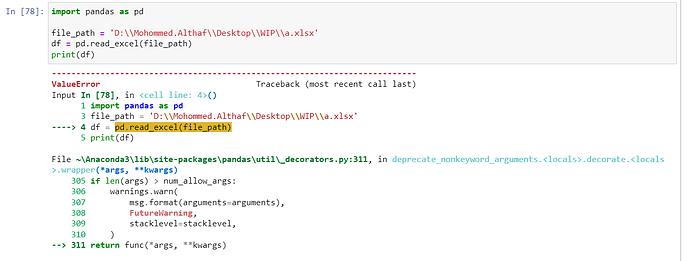 In [78]: import pandas as pd
file_path = 'D:\\Mohommed.Althaf\\Desktop\\WIP\\a.xlsx'
df = pd.read_excel(file_path)
print(df)
---------------------------------------------------------------------------
ValueError                                Traceback (most recent call last)
Input In [78], in <cell line: 4>()
      1 import pandas as pd
      3 file_path = 'D:\\Mohommed.Althaf\\Desktop\\WIP\\a.xlsx'
----> 4 df = pd.read_excel(file_path)
      5 print(df)
File ~\Anaconda3\lib\site-packages\pandas\util\_decorators.py:311, in deprecate_nonkeyword_arguments.<locals>.decorate.<locals
>.wrapper(*args, **kwargs)
    305 if len(args) > num_allow_args:
    306     warnings.warn(
    307         msg.format(arguments=arguments),
    308         FutureWarning,
    309         stacklevel=stacklevel,
    310     )
--> 311 return func(*args, **kwargs)